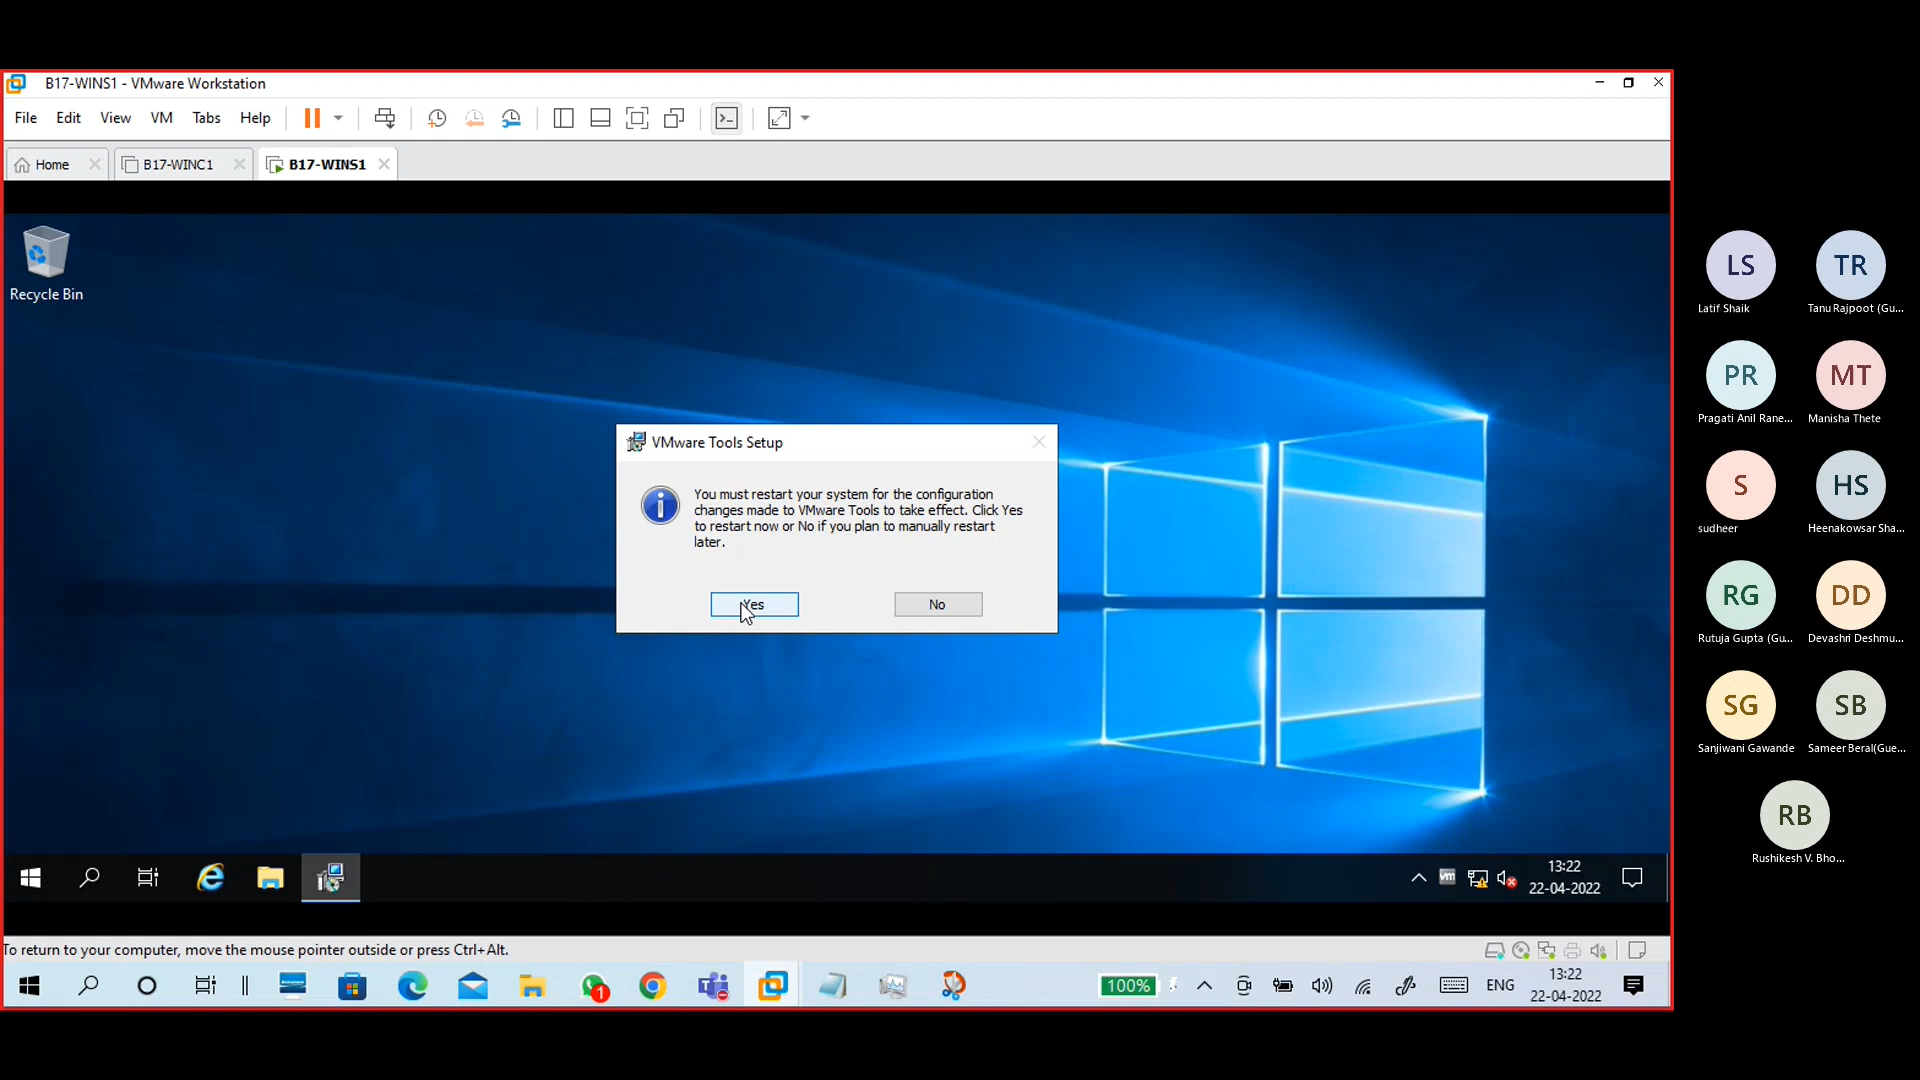 B17-WINS1 - VMware Workstation
File Edit View VM Tabs Help
Home B17-WINC1 B17-WINS1
Recycle Bin
VMware Tools Setup
You must restart your system for the configuration
changes made to VMware Tools to take effect. Click Yes
to restart now or No if you plan to manually restart
later.
Yes No
vm
13:22
22-04-2022
To return to your computer, move the mouse pointer outside or press Ctrl+Alt.
1
100%
ENG
13:22
22-04-2022
LS TR
Latif Shaik Tanu Rajpoot (Gu...
PR MT
Pragati Anil Rane... Manisha Thete
S HS
sudheer Heenakowsar Sha...
RG DD
Rutuja Gupta (Gu... Devashri Deshmu...
SG SB
Sanjiwani Gawande Sameer Beral(Gue...
RB
Rushikesh V. Bho...